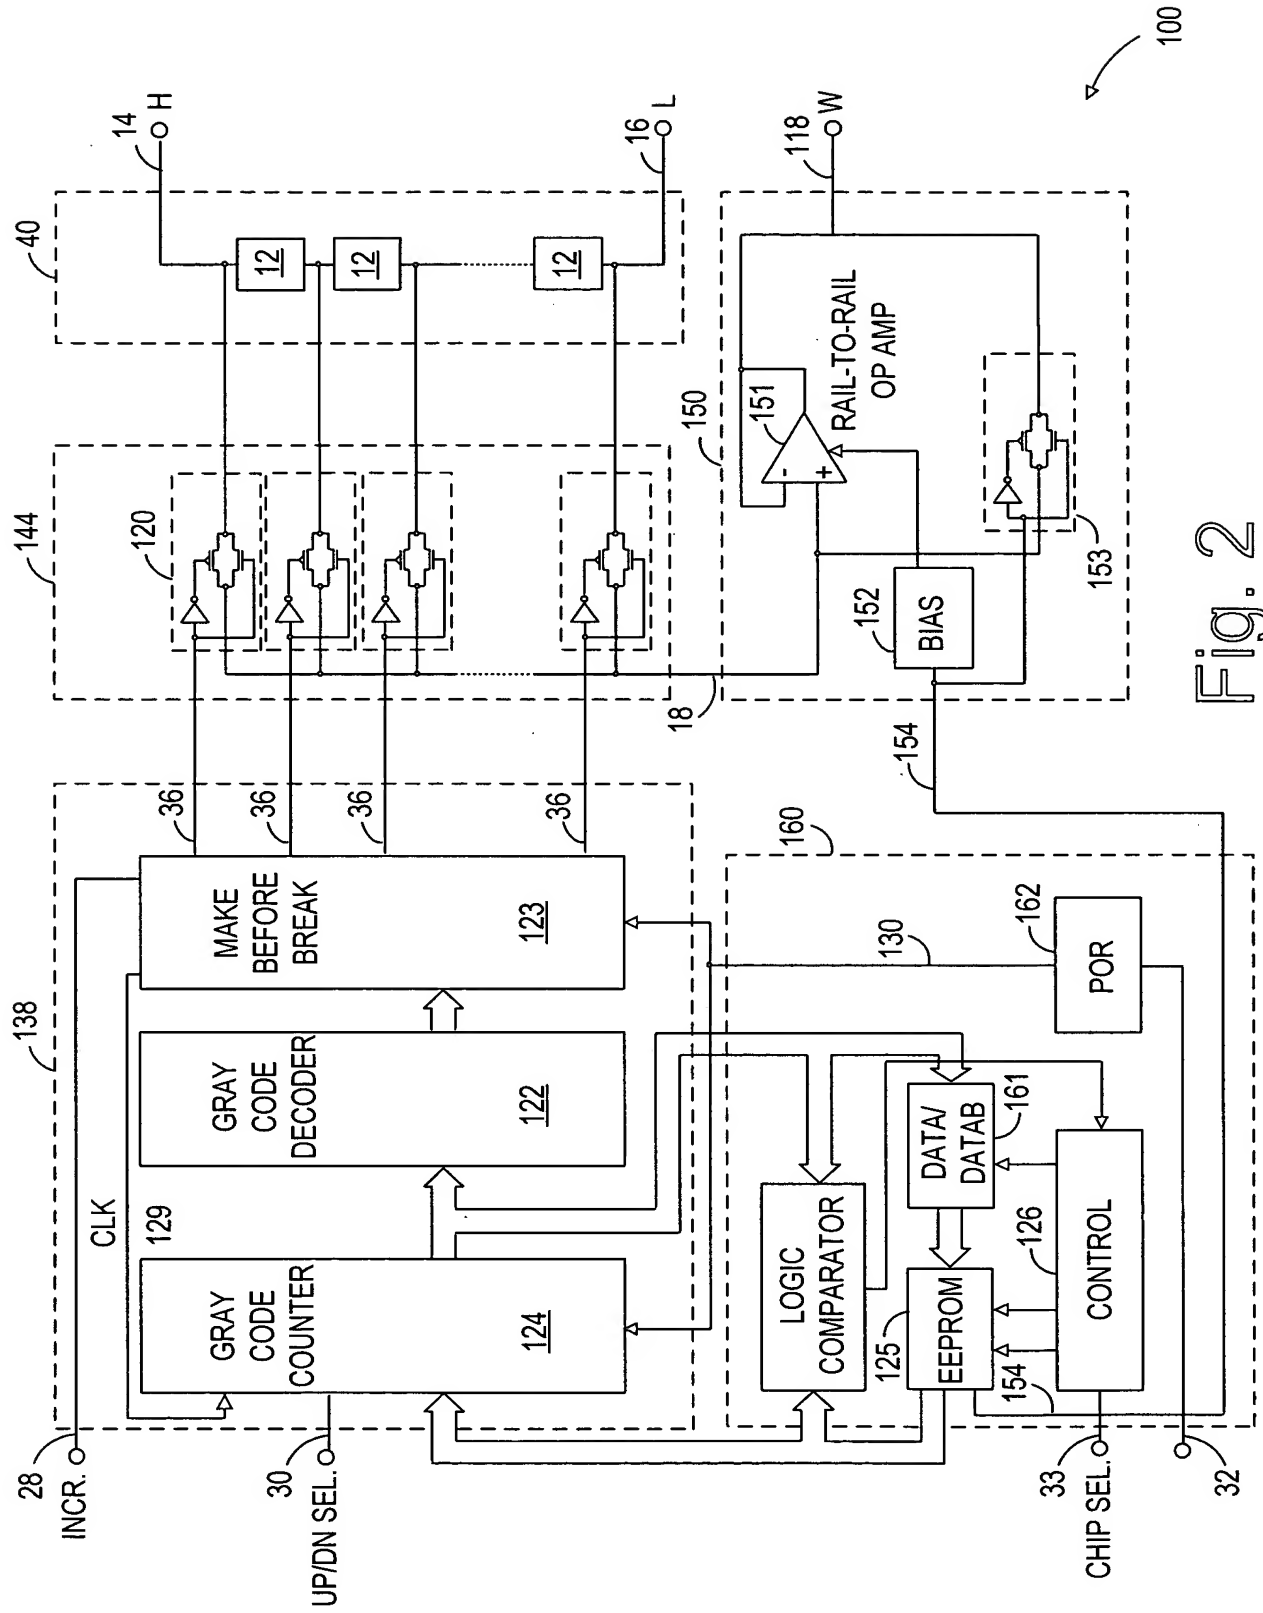 100
138
28
INCR.
CLK
129
GRAY
CODE
COUNTER
124
30
UP/DN SEL.
GRAY
CODE
DECODER
122
MAKE
BEFORE
BREAK
123
36
36
36
36
144
120
18
40
14
H
12
12
12
16
L
160
LOGIC
COMPARATOR
125
EEPROM
154
DATA/
DATAB
161
126
CONTROL
33
CHIP SEL.
32
130
162
POR
154
150
152
BIAS
151
-
+
RAIL-TO-RAIL
OP AMP
153
118
W
Fig. 2